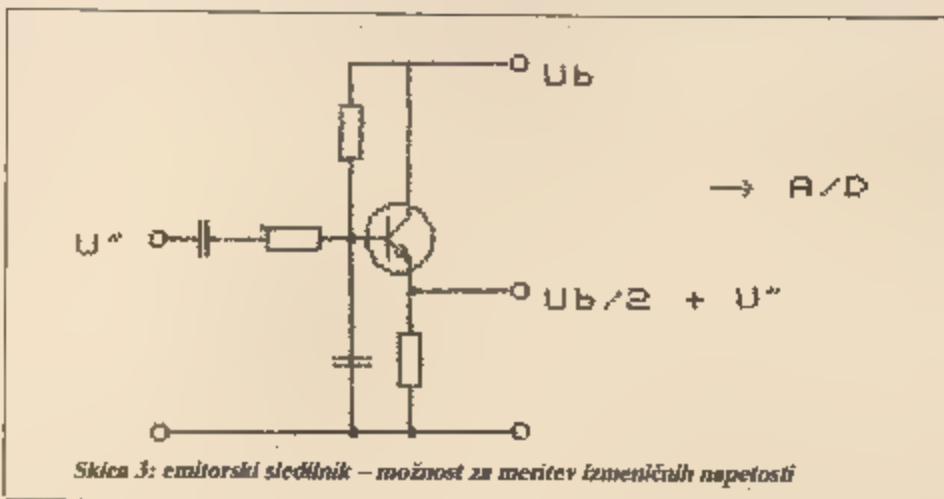 Ub
→ A/D
U~
Ub/2 + U~
Skica 3: emitorski sledilnik – možnost za meritev izmeničnih napetosti